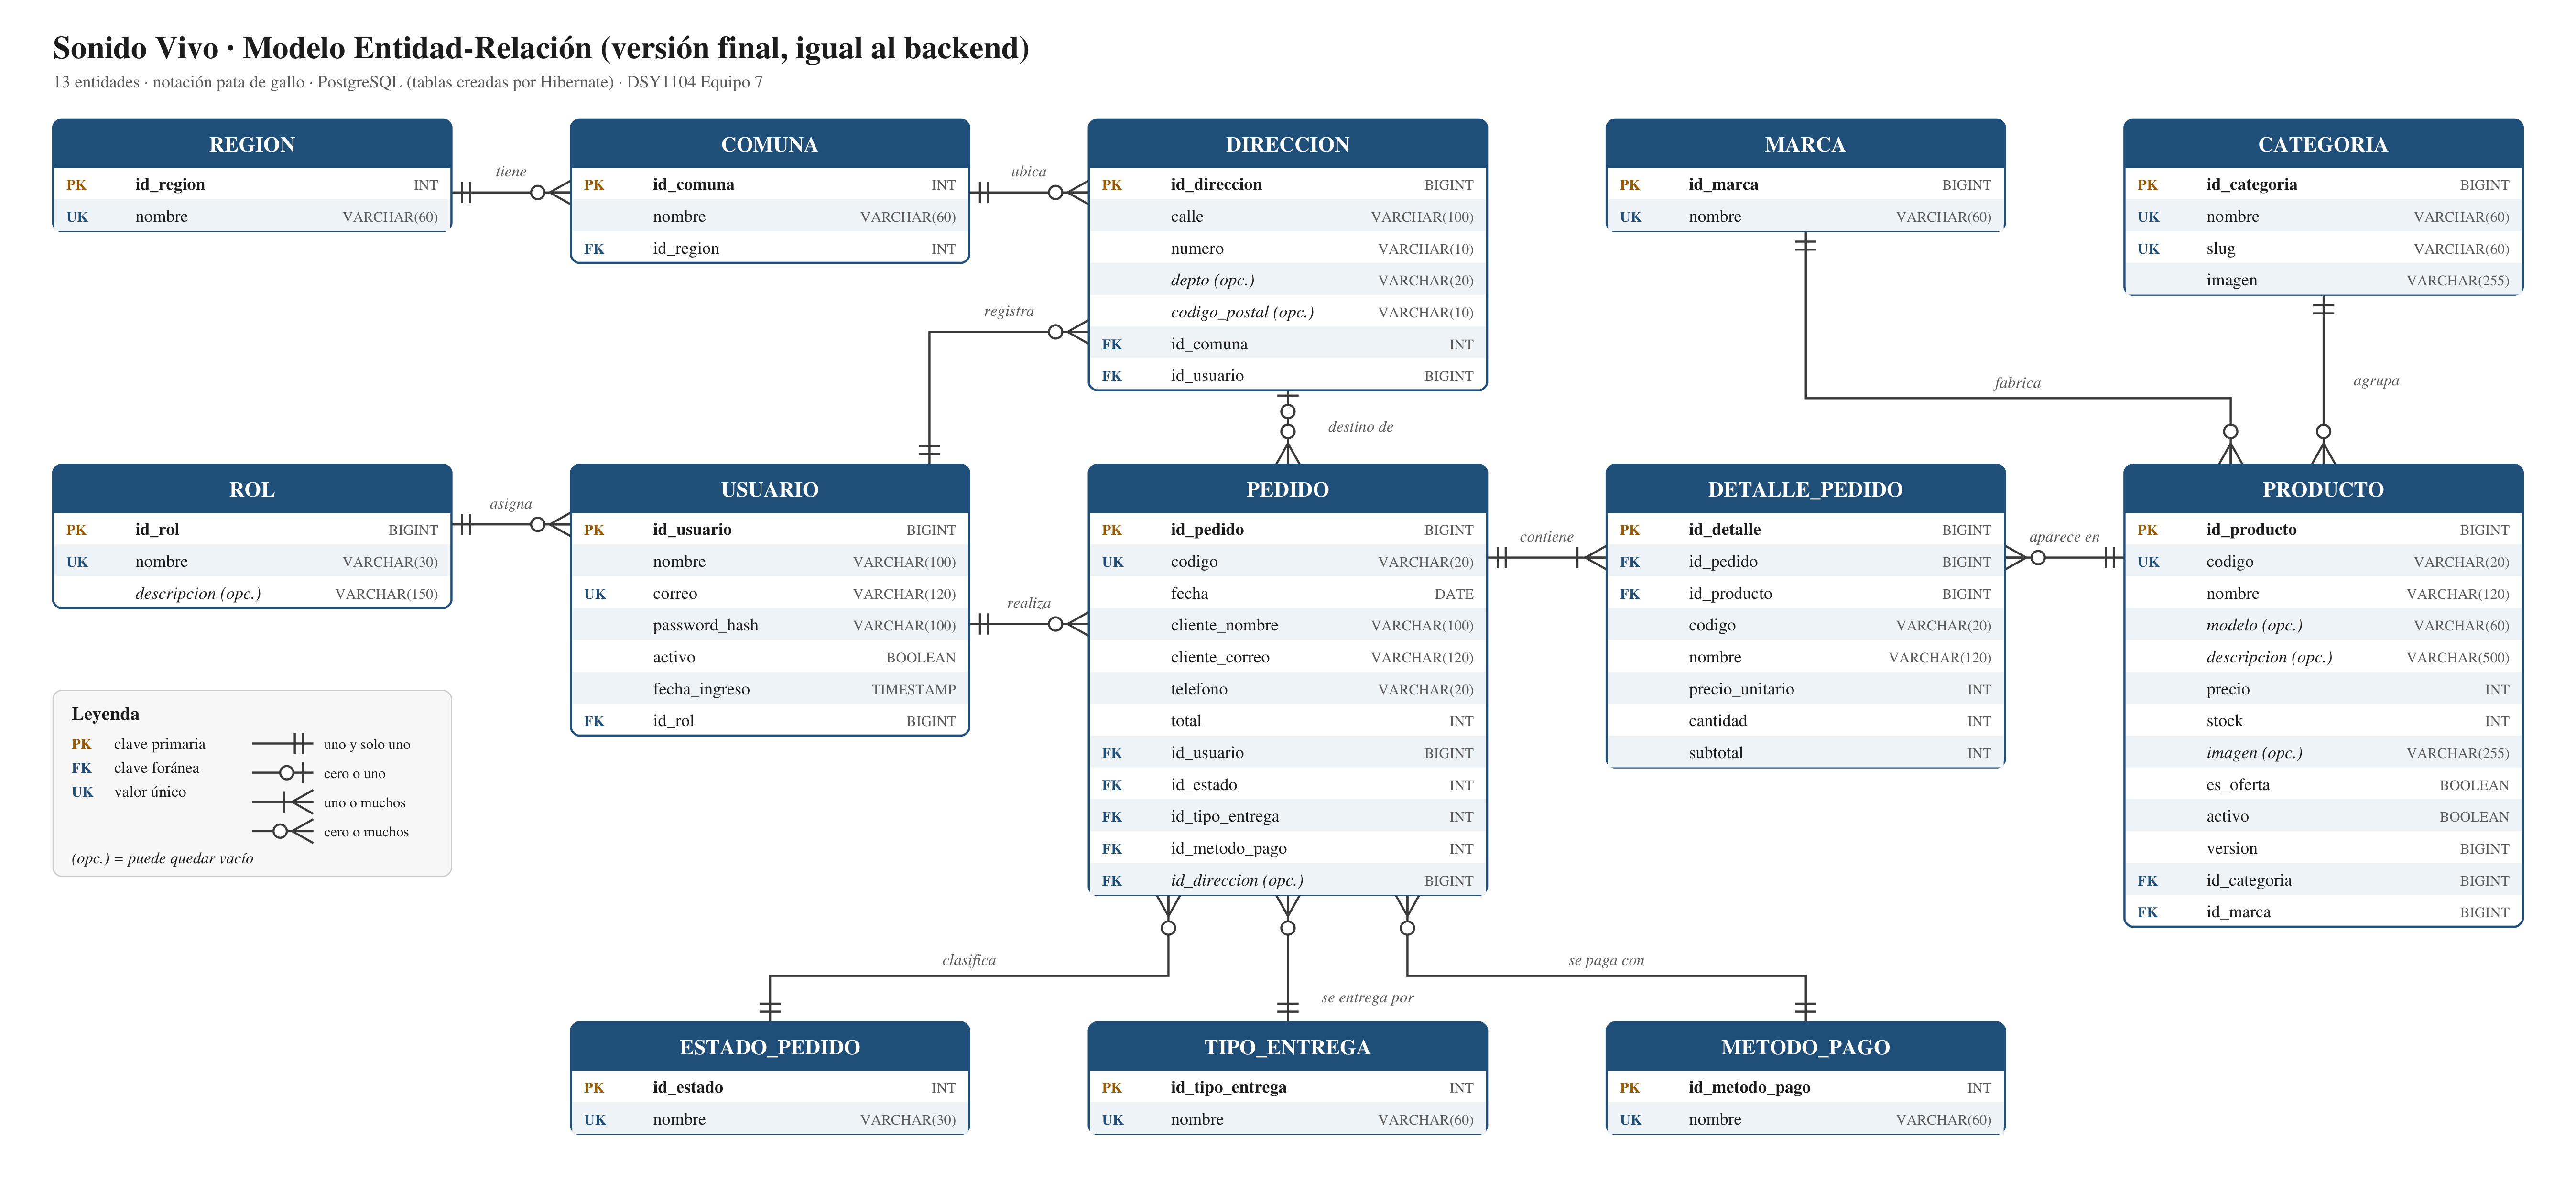 Sonido Vivo · Modelo Entidad-Relación (versión final, igual al backend)
13 entidades · notación pata de gallo · PostgreSQL (tablas creadas por Hibernate) · DSY1104 Equipo 7
REGION
PK id_region INT
UK nombre VARCHAR(60)
tiene
COMUNA
PK id_comuna INT
nombre VARCHAR(60)
FK id_region INT
ubica
DIRECCION
PK id_direccion BIGINT
calle VARCHAR(100)
numero VARCHAR(10)
depto (opc.) VARCHAR(20)
codigo_postal (opc.) VARCHAR(10)
FK id_comuna INT
FK id_usuario BIGINT
registra
destino de
MARCA
PK id_marca BIGINT
UK nombre VARCHAR(60)
fabrica
CATEGORIA
PK id_categoria BIGINT
UK nombre VARCHAR(60)
UK slug VARCHAR(60)
imagen VARCHAR(255)
agrupa
ROL
PK id_rol BIGINT
UK nombre VARCHAR(30)
descripcion (opc.) VARCHAR(150)
asigna
USUARIO
PK id_usuario BIGINT
nombre VARCHAR(100)
UK correo VARCHAR(120)
password_hash VARCHAR(100)
activo BOOLEAN
fecha_ingreso TIMESTAMP
FK id_rol BIGINT
realiza
PEDIDO
PK id_pedido BIGINT
UK codigo VARCHAR(20)
fecha DATE
cliente_nombre VARCHAR(100)
cliente_correo VARCHAR(120)
telefono VARCHAR(20)
total INT
FK id_usuario BIGINT
FK id_estado INT
FK id_tipo_entrega INT
FK id_metodo_pago INT
FK id_direccion (opc.) BIGINT
contiene
DETALLE_PEDIDO
PK id_detalle BIGINT
FK id_pedido BIGINT
FK id_producto BIGINT
codigo VARCHAR(20)
nombre VARCHAR(120)
precio_unitario INT
cantidad INT
subtotal INT
aparece en
PRODUCTO
PK id_producto BIGINT
UK codigo VARCHAR(20)
nombre VARCHAR(120)
modelo (opc.) VARCHAR(60)
descripcion (opc.) VARCHAR(500)
precio INT
stock INT
imagen (opc.) VARCHAR(255)
es_oferta BOOLEAN
activo BOOLEAN
version BIGINT
FK id_categoria BIGINT
FK id_marca BIGINT
Leyenda
PK clave primaria
FK clave foránea
UK valor único
uno y solo uno
cero o uno
uno o muchos
cero o muchos
(opc.) = puede quedar vacío
clasifica
se entrega por
se paga con
ESTADO_PEDIDO
PK id_estado INT
UK nombre VARCHAR(30)
TIPO_ENTREGA
PK id_tipo_entrega INT
UK nombre VARCHAR(60)
METODO_PAGO
PK id_metodo_pago INT
UK nombre VARCHAR(60)